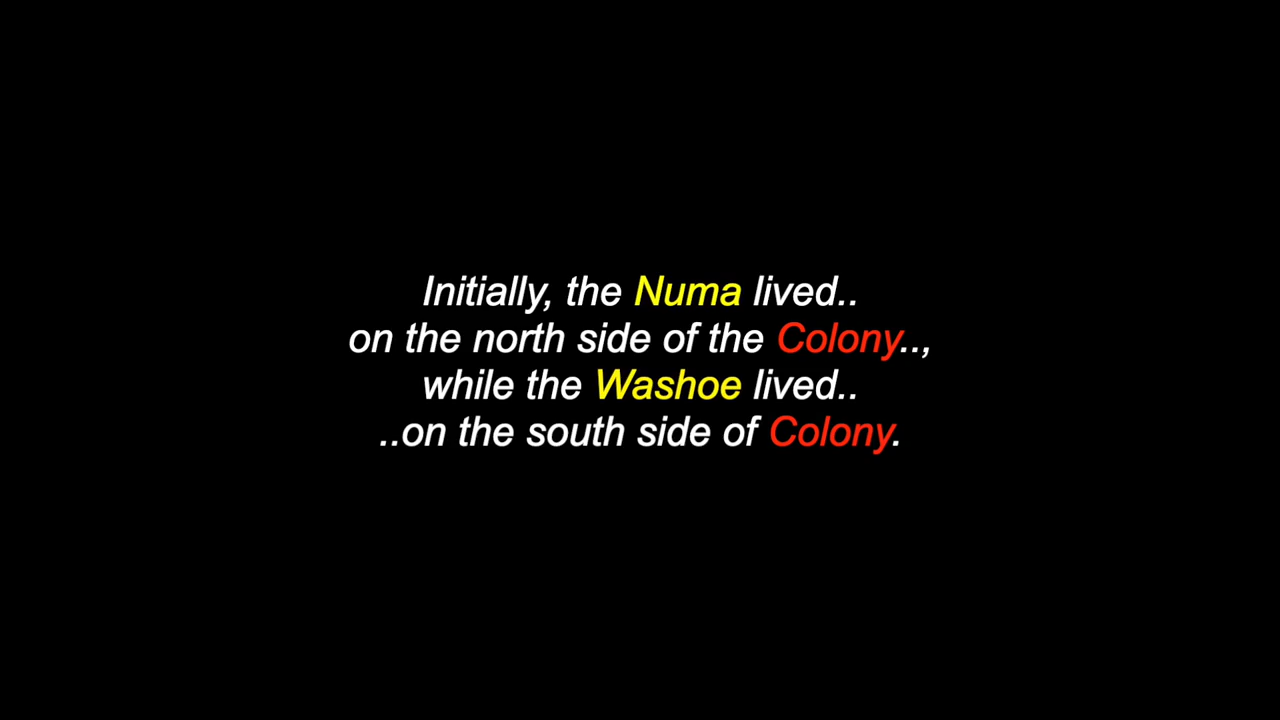 Initially, the Numa lived..
on the north side of the Colony..,
while the Washoe lived..
..on the south side of Colony.